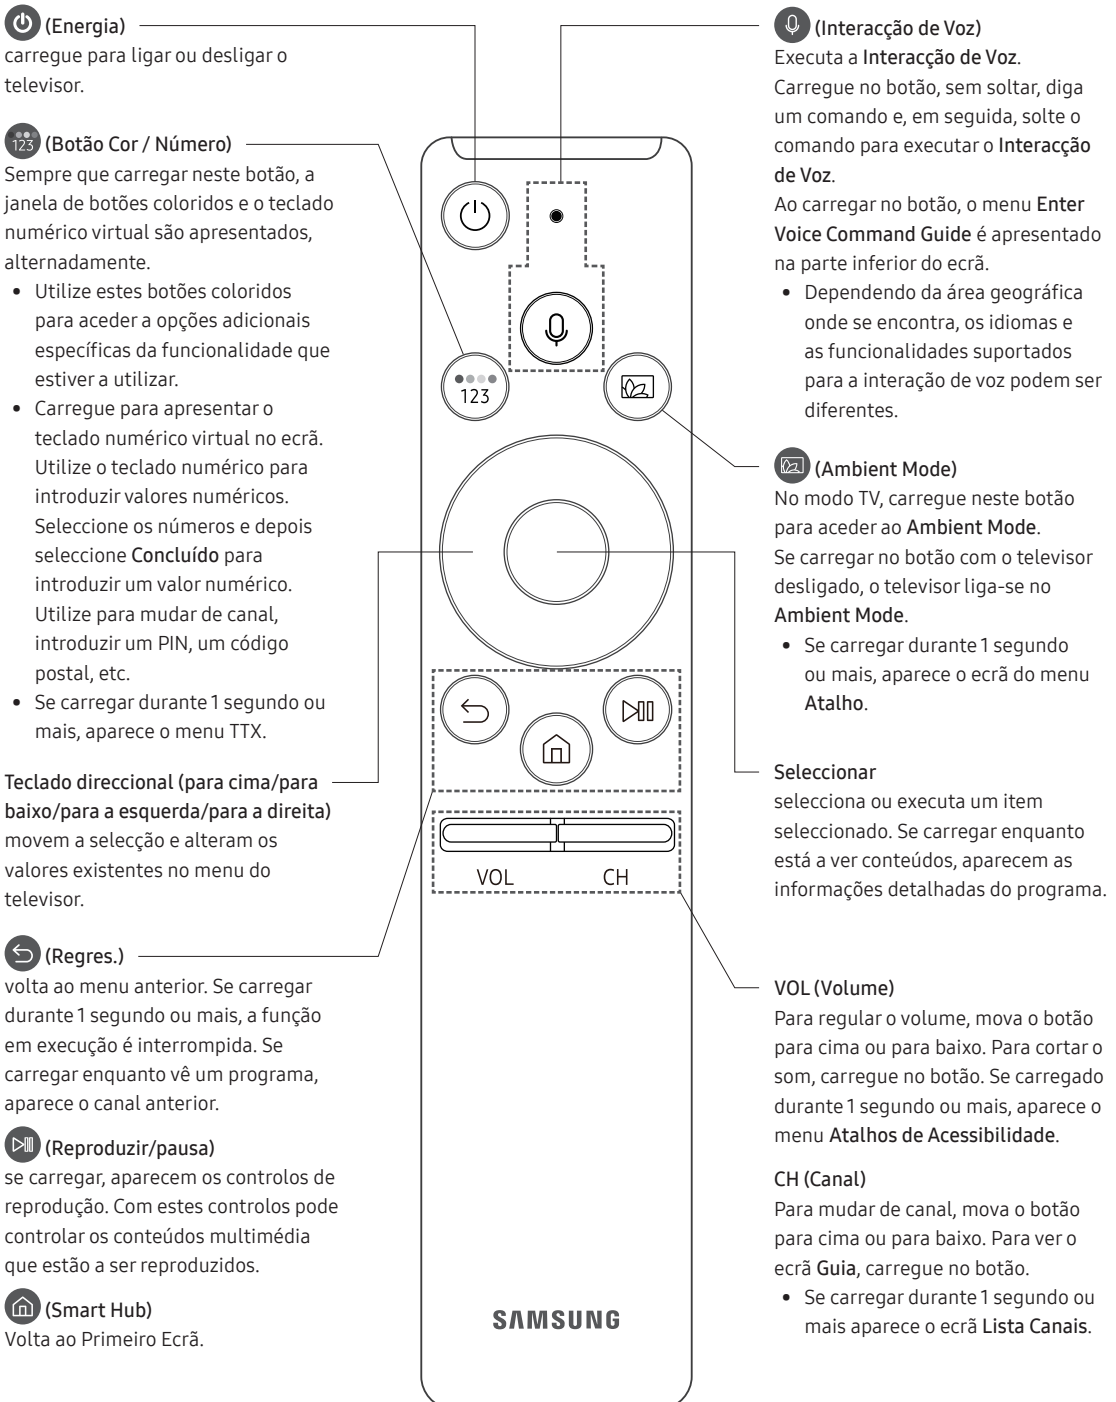 (Energia)
carregue para ligar ou desligar o
televisor.
123 (Botão Cor / Número)
Sempre que carregar neste botão, a
janela de botões coloridos e o teclado
numérico virtual são apresentados,
alternadamente.
• Utilize estes botões coloridos
para aceder a opções adicionais
específicas da funcionalidade que
estiver a utilizar.
• Carregue para apresentar o
teclado numérico virtual no ecrã.
Utilize o teclado numérico para
introduzir valores numéricos.
Seleccione os números e depois
seleccione Concluído para
introduzir um valor numérico.
Utilize para mudar de canal,
introduzir um PIN, um código
postal, etc.
• Se carregar durante 1 segundo ou
mais, aparece o menu TTX.
Teclado direccional (para cima/para
baixo/para a esquerda/para a direita)
movem a selecção e alteram os
valores existentes no menu do
televisor.
(Regres.)
volta ao menu anterior. Se carregar
durante 1 segundo ou mais, a função
em execução é interrompida. Se
carregar enquanto vê um programa,
aparece o canal anterior.
(Reproduzir/pausa)
se carregar, aparecem os controlos de
reprodução. Com estes controlos pode
controlar os conteúdos multimédia
que estão a ser reproduzidos.
(Smart Hub)
Volta ao Primeiro Ecrã.
123
VOL CH
SAMSUNG
(Interacção de Voz)
Executa a Interacção de Voz.
Carregue no botão, sem soltar, diga
um comando e, em seguida, solte o
comando para executar o Interacção
de Voz.
Ao carregar no botão, o menu Enter
Voice Command Guide é apresentado
na parte inferior do ecrã.
• Dependendo da área geográfica
onde se encontra, os idiomas e
as funcionalidades suportados
para a interação de voz podem ser
diferentes.
(Ambient Mode)
No modo TV, carregue neste botão
para aceder ao Ambient Mode.
Se carregar no botão com o televisor
desligado, o televisor liga-se no
Ambient Mode.
• Se carregar durante 1 segundo
ou mais, aparece o ecrã do menu
Atalho.
Seleccionar
selecciona ou executa um item
seleccionado. Se carregar enquanto
está a ver conteúdos, aparecem as
informações detalhadas do programa.
VOL (Volume)
Para regular o volume, mova o botão
para cima ou para baixo. Para cortar o
som, carregue no botão. Se carregado
durante 1 segundo ou mais, aparece o
menu Atalhos de Acessibilidade.
CH (Canal)
Para mudar de canal, mova o botão
para cima ou para baixo. Para ver o
ecrã Guia, carregue no botão.
• Se carregar durante 1 segundo ou
mais aparece o ecrã Lista Canais.